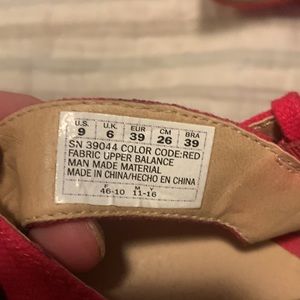 U.S. U.K. EUR CM BRA
9 6 39 26 39
SN 39044 COLOR CODE:RED
FABRIC UPPER BALANCE
MAN MADE MATERIAL
MADE IN CHINA/HECHO EN CHINA
F M Y
46-10 11-16